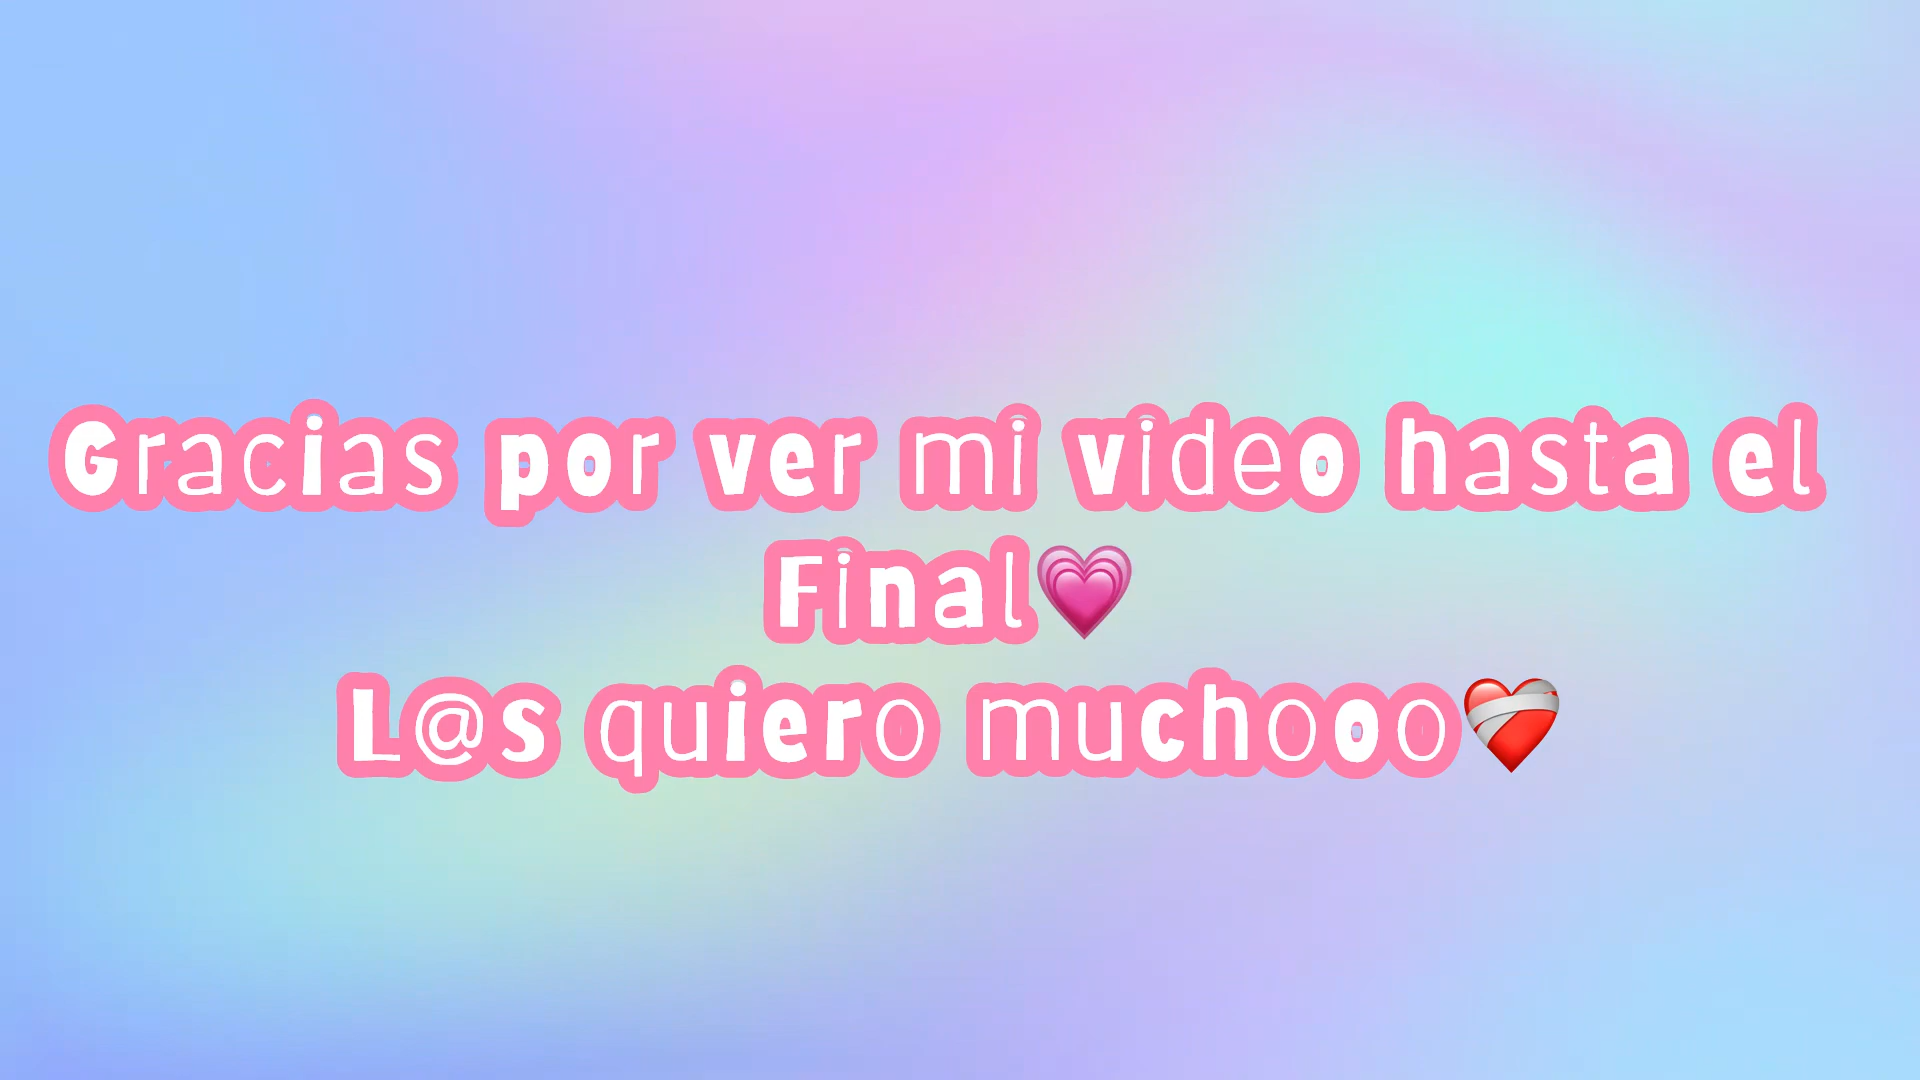 Gracias por ver mi video hasta el
Final💗
L@s quiero muchooo❤️‍🩹